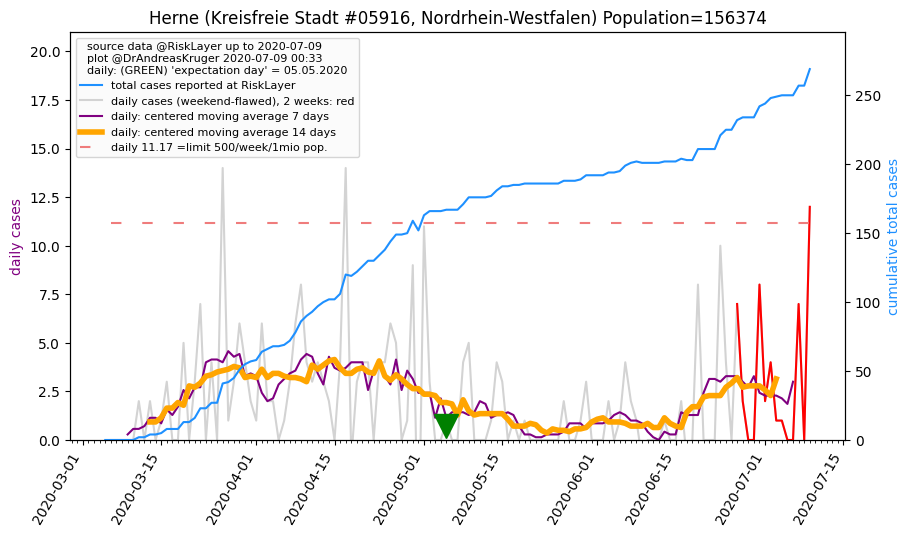 Herne (Kreisfreie Stadt #05916, Nordrhein-Westfalen) Population=156374
source data @RiskLayer up to 2020-07-09
plot @DrAndreasKruger 2020-07-09 00:33
daily: (GREEN) 'expectation day' = 05.05.2020
total cases reported at RiskLayer
daily cases (weekend-flawed), 2 weeks: red
daily: centered moving average 7 days
daily: centered moving average 14 days
daily 11.17 =limit 500/week/1mio pop.
daily cases
20.0
17.5
15.0
12.5
10.0
7.5
5.0
2.5
0.0
cumulative total cases
250
200
150
100
50
0
2020-03-01
2020-03-15
2020-04-01
2020-04-15
2020-05-01
2020-05-15
2020-06-01
2020-06-15
2020-07-01
2020-07-15